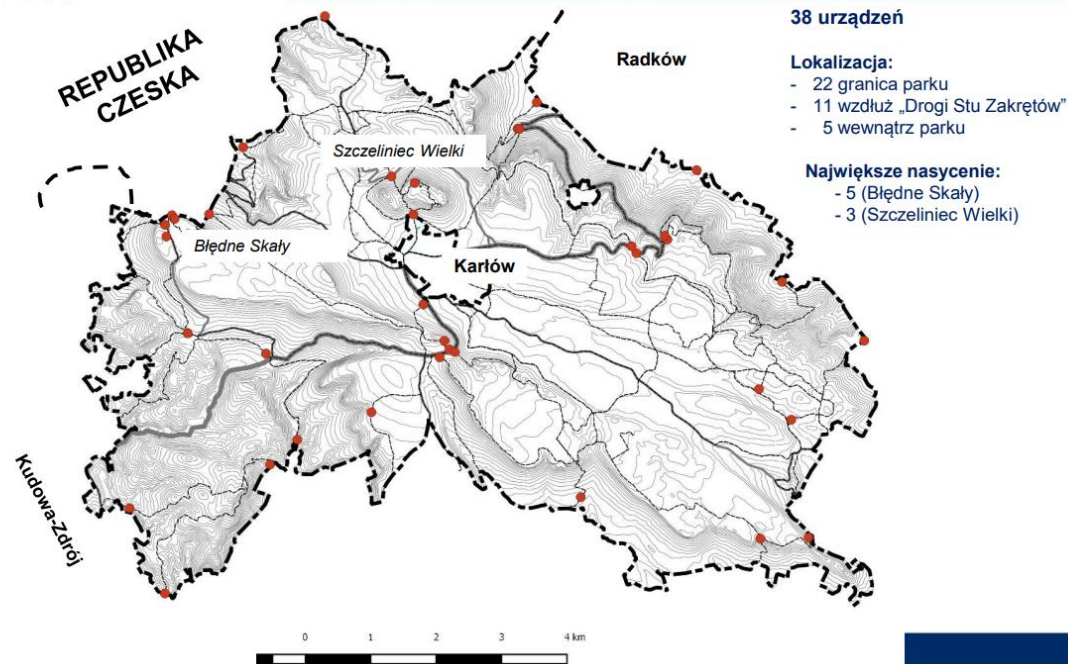 REPUBLIKA
CZESKA
Radków
Szczeliniec Wielki
Błędne Skały
Karłów
Kudowa-Zdrój
0 1 2 3 4 km
38 urządzeń
Lokalizacja:
- 22 granica parku
- 11 wzdłuż „Drogi Stu Zakrętów”
- 5 wewnątrz parku
Największe nasycenie:
- 5 (Błędne Skały)
- 3 (Szczeliniec Wielki)